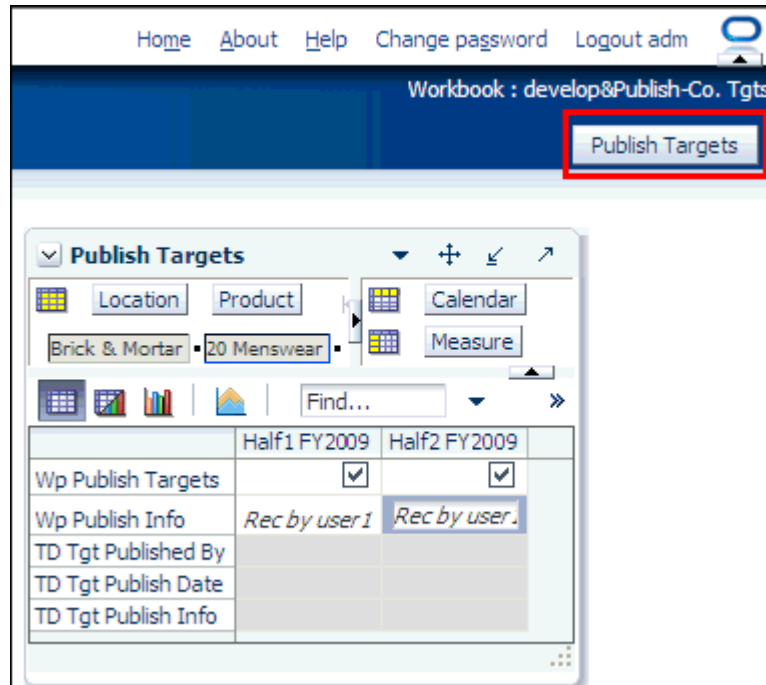 Home About Help Change password Logout adm
Workbook : develop&Publish-Co. Tgts
Publish Targets
Publish Targets
Location Product Calendar
Brick & Mortar 20 Menswear Measure
Find...
Half1 FY2009 Half2 FY2009
Wp Publish Targets
Wp Publish Info Rec by user1 Rec by user
TD Tgt Published By
TD Tgt Publish Date
TD Tgt Publish Info